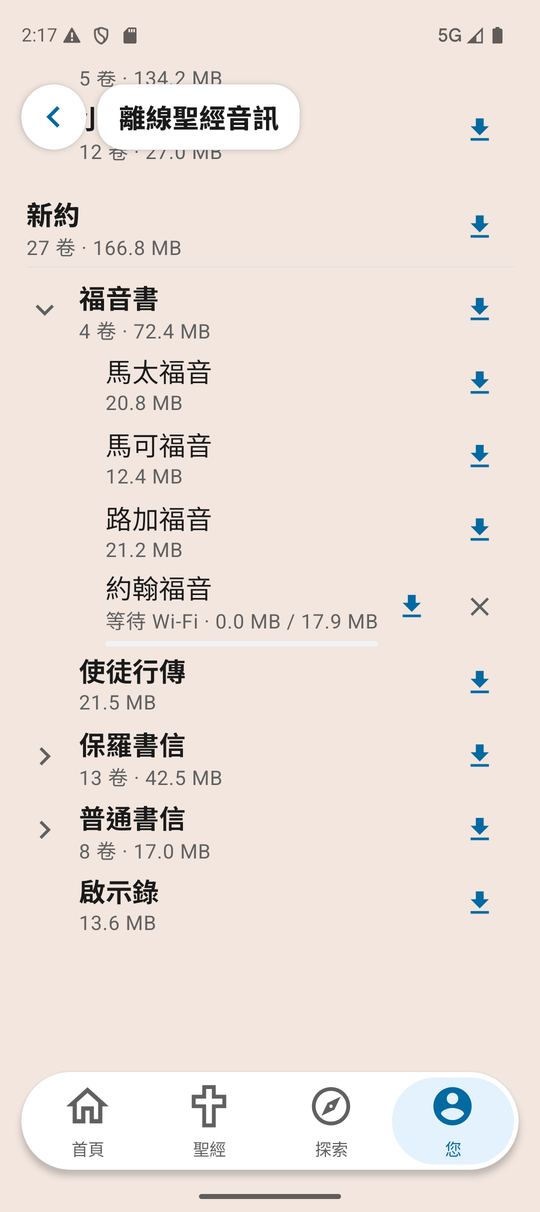 2:17
5G
5 卷 · 134.2 MB
離線聖經音訊
12 卷 · 27.0 MB
新約
27 卷 · 166.8 MB
福音書
4 卷 · 72.4 MB
馬太福音
20.8 MB
馬可福音
12.4 MB
路加福音
21.2 MB
約翰福音
等待 Wi-Fi · 0.0 MB / 17.9 MB
使徒行傳
21.5 MB
保羅書信
13 卷 · 42.5 MB
普通書信
8 卷 · 17.0 MB
啟示錄
13.6 MB
首頁
聖經
探索
您